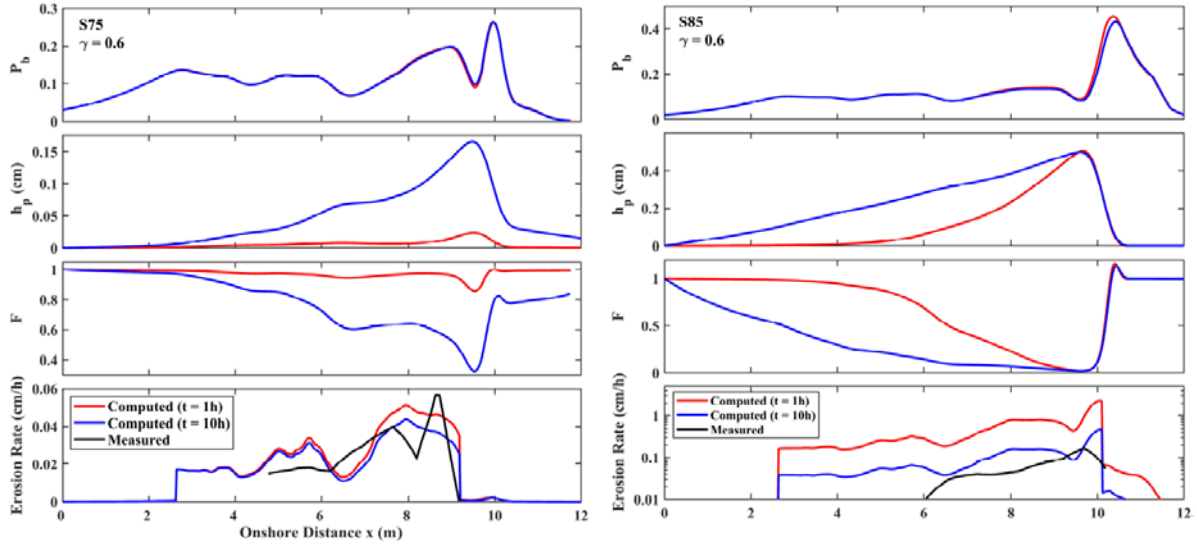 S75
γ = 0.6
P_b
0.3
0.2
0.1
0
h_p (cm)
0.15
0.1
0.05
0
F
1
0.8
0.6
0.4
Erosion Rate (cm/h)
0.06
0.04
0.02
0
Computed (t = 1h)
Computed (t = 10h)
Measured
0 2 4 6 8 10 12
Onshore Distance x (m)
S85
γ = 0.6
P_b
0.4
0.2
0
h_p (cm)
0.4
0.2
0
F
1
0.5
0
Erosion Rate (cm/h)
1
0.1
0.01
Computed (t = 1h)
Computed (t = 10h)
Measured
0 2 4 6 8 10 12